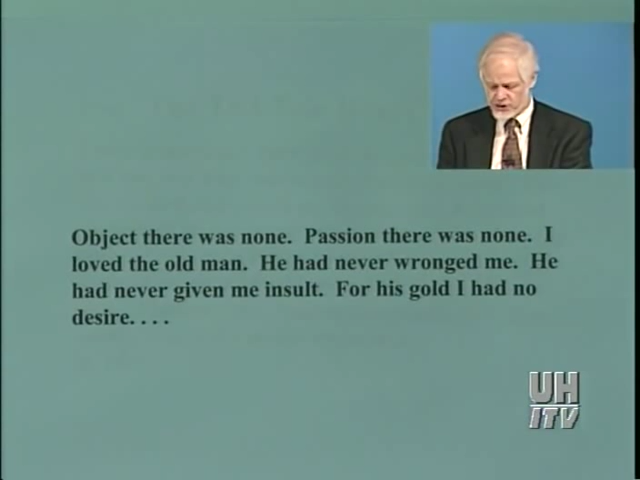 Object there was none.  Passion there was none.  I
loved the old man.  He had never wronged me.  He
had never given me insult.  For his gold I had no
desire. . . .
UH
ITV